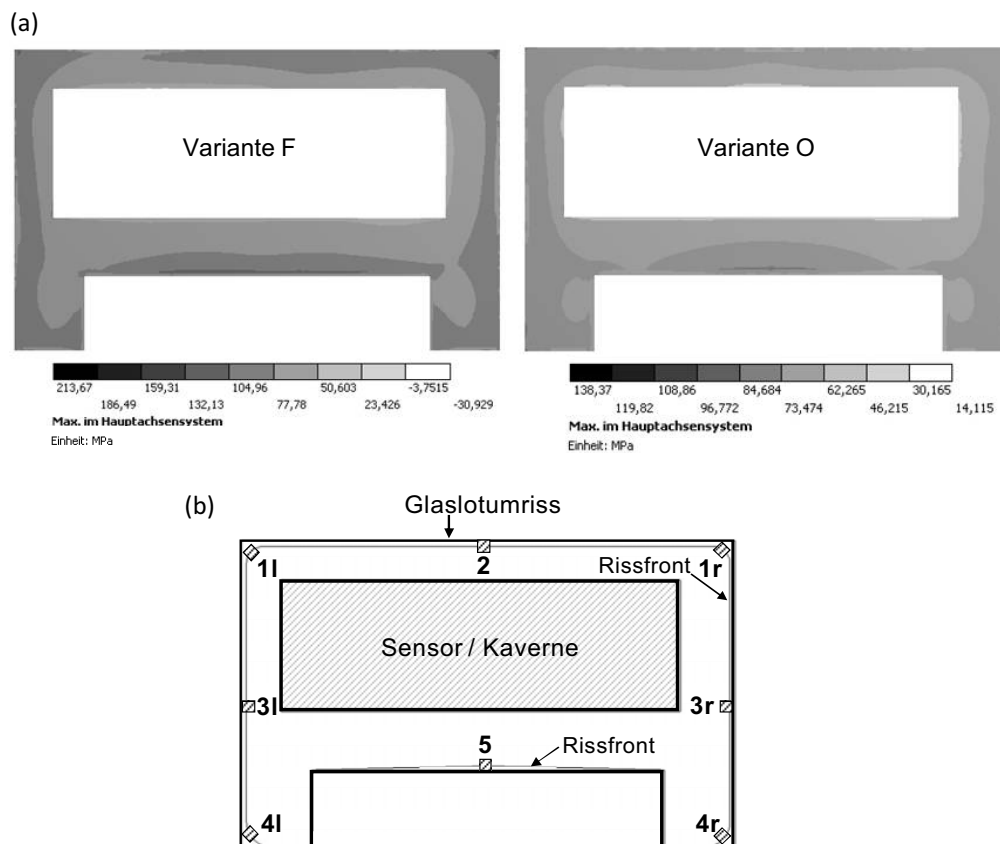 (a)
Variante F
Variante O
213,67 159,31 104,96 50,603 -3,7515
186,49 132,13 77,78 23,426 -30,929
Max. im Hauptachsensystem
Einheit: MPa
138,37 108,86 84,684 62,265 30,165
119,82 96,772 73,474 46,215 14,115
Max. im Hauptachsensystem
Einheit: MPa
(b)
Glaslotumriss
1l
2
1r
Rissfront
Sensor / Kaverne
3l
3r
5
Rissfront
4l
4r